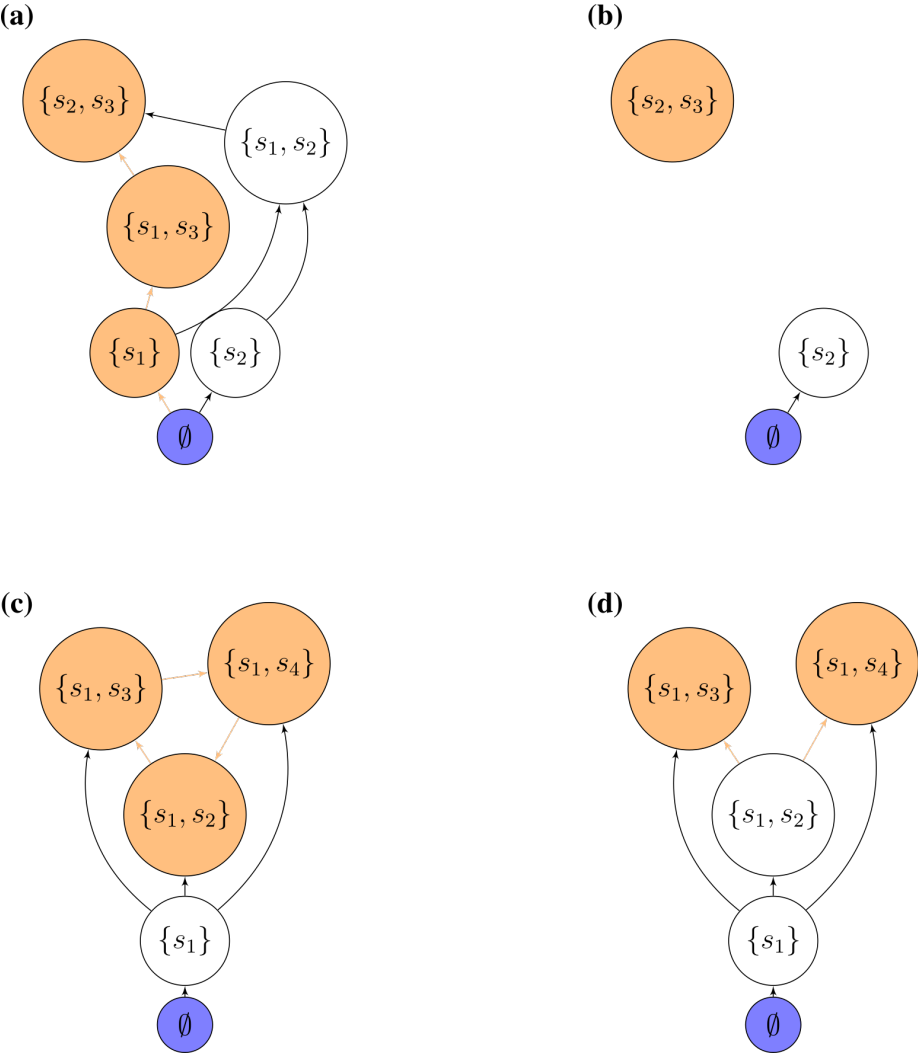 (a)
{s₂, s₃}
{s₁, s₂}
{s₁, s₃}
{s₁}
{s₂}
∅
(b)
{s₂, s₃}
{s₂}
∅
(c)
{s₁, s₃}
{s₁, s₄}
{s₁, s₂}
{s₁}
∅
(d)
{s₁, s₃}
{s₁, s₄}
{s₁, s₂}
{s₁}
∅